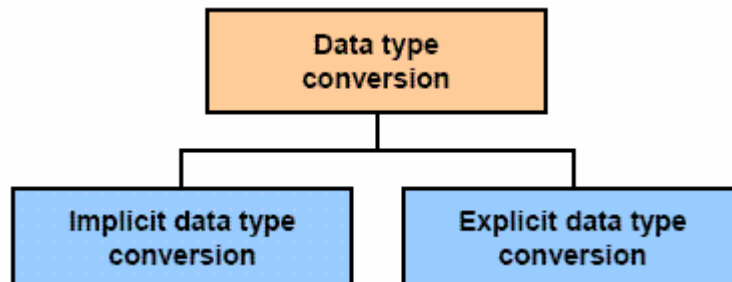 Data type
conversion
Implicit data type
conversion
Explicit data type
conversion